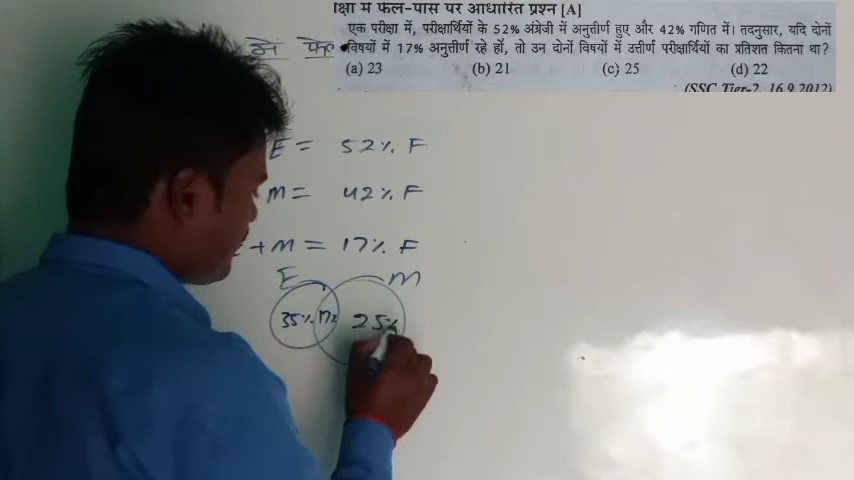 क्षा में फेल-पास पर आधारित प्रश्न [A]
एक परीक्षा में, परीक्षार्थियों के 52% अंग्रेजी में अनुत्तीर्ण हुए और 42% गणित में। तदनुसार, यदि दोनों
विषयों में 17% अनुत्तीर्ण रहे हों, तो उन दोनों विषयों में उत्तीर्ण परीक्षार्थियों का प्रतिशत कितना था?
(a) 23 (b) 21 (c) 25 (d) 22
(SSC Tier-2, 16.9.2012)
में फे
E = 52% F
M = 42% F
+ M = 17% F
E M
35% 17% 25%